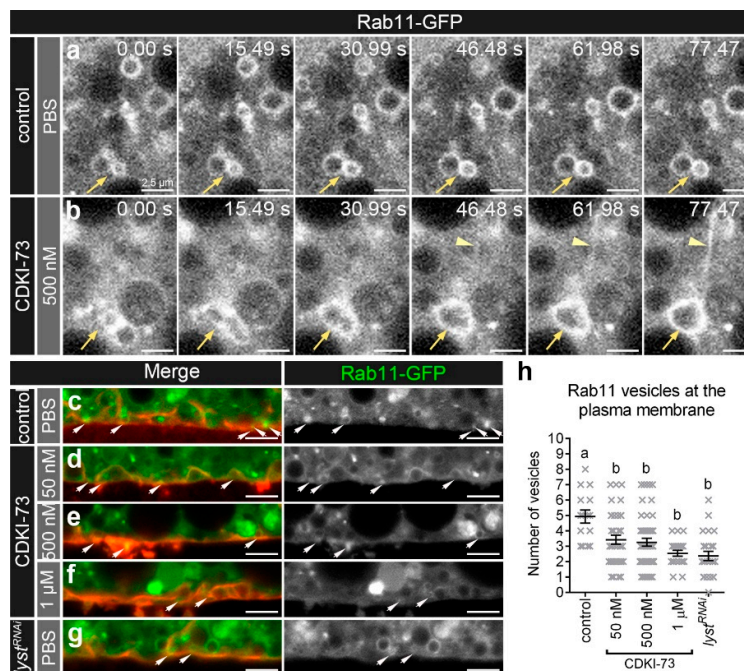 Rab11-GFP
control
PBS
a
0.00 s
15.49 s
30.99 s
46.48 s
61.98 s
77.47
2.5 µm
CDKI-73
500 nM
b
0.00 s
15.49 s
30.99 s
46.48 s
61.98 s
77.47
Merge
Rab11-GFP
control
PBS
c
CDKI-73
50 nM
d
500 nM
e
1 µM
f
lystRNAi
PBS
g
h
Rab11 vesicles at the
plasma membrane
Number of vesicles
10
9
8
7
6
5
4
3
2
1
0
a
b
b
b
b
control
50 nM
500 nM
1 µM
lystRNAi
CDKI-73